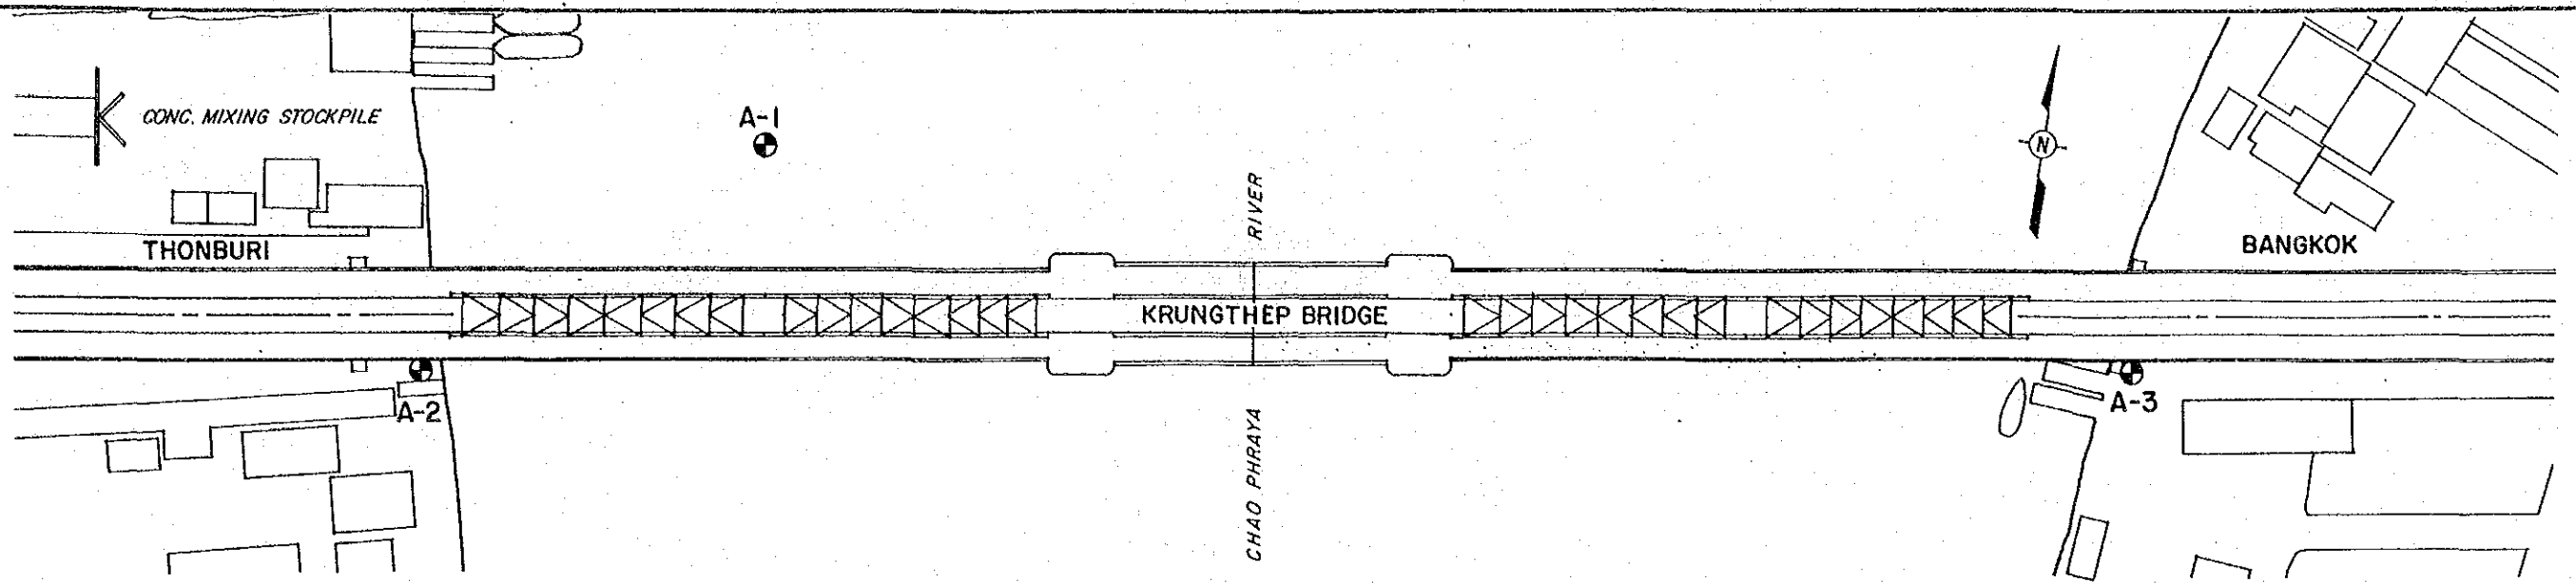 CONC. MIXING STOCKPILE
A-1
N
RIVER
THONBURI
BANGKOK
KRUNGTHEP BRIDGE
A-2
A-3
CHAO PHRAYA